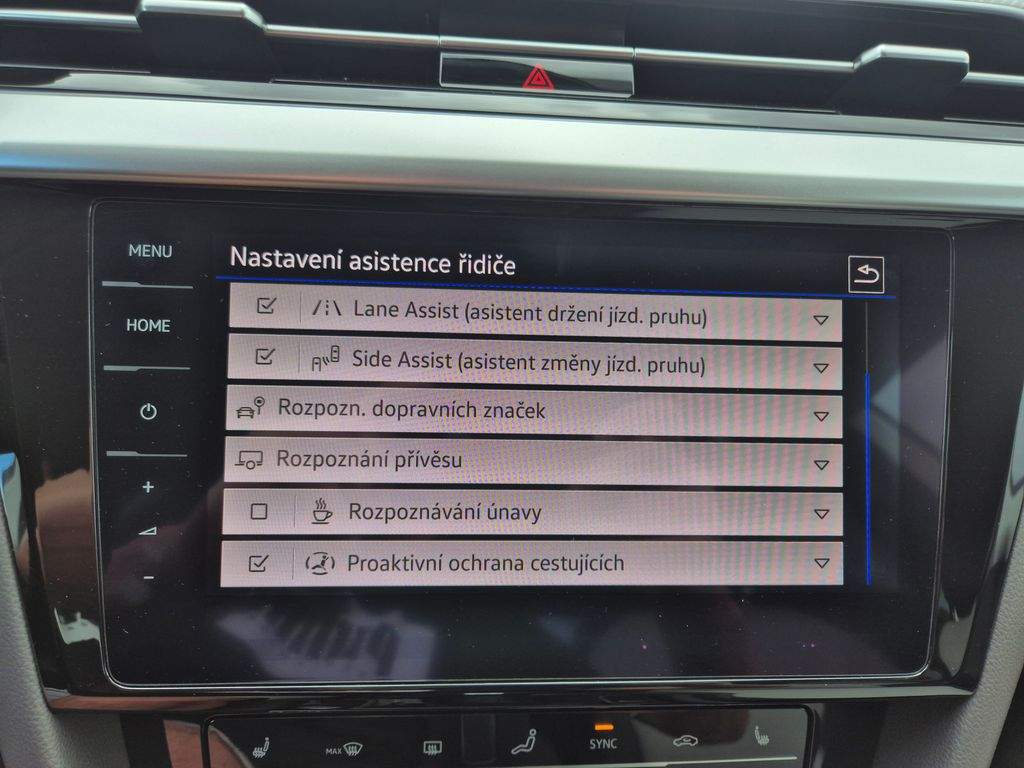 MENU
Nastavení asistence řidiče
HOME
Lane Assist (asistent držení jízd. pruhu)
Side Assist (asistent změny jízd. pruhu)
Rozpozn. dopravních značek
Rozpoznání přívěsu
+
Rozpoznávání únavy
Proaktivní ochrana cestujících
−
MAX
SYNC